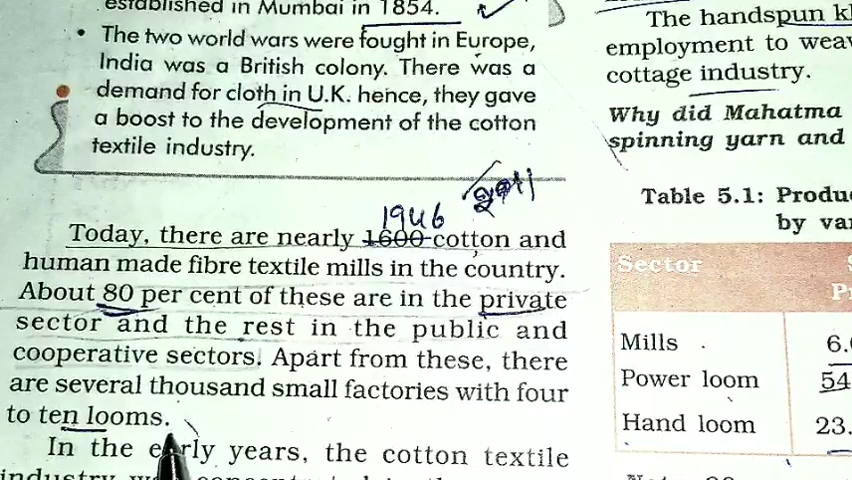 established in Mumbai in 1854.
• The two world wars were fought in Europe,
India was a British colony. There was a
demand for cloth in U.K. hence, they gave
a boost to the development of the cotton
textile industry.
1946
Today, there are nearly 1600 cotton and
human made fibre textile mills in the country.
About 80 per cent of these are in the private
sector and the rest in the public and
cooperative sectors. Apart from these, there
are several thousand small factories with four
to ten looms.
In the early years, the cotton textile
industry
The handspun
employment to
cottage industry.
Why did Mahatma
spinning yarn and
Table 5.1:
by
Sector
Mills
Power loom 54
Hand loom 23.